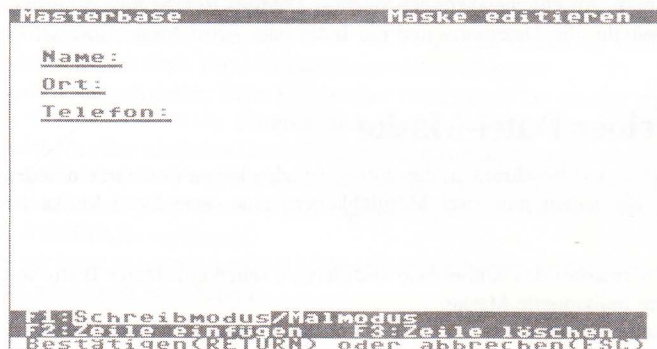 Masterbase Maske editieren
Name:
Ort:
Telefon:
F1:Schreibmodus/Malmodus
F2:Zeile einfügen F3:Zeile löschen
Bestätigen(RETURN) oder abbrechen(ESC)